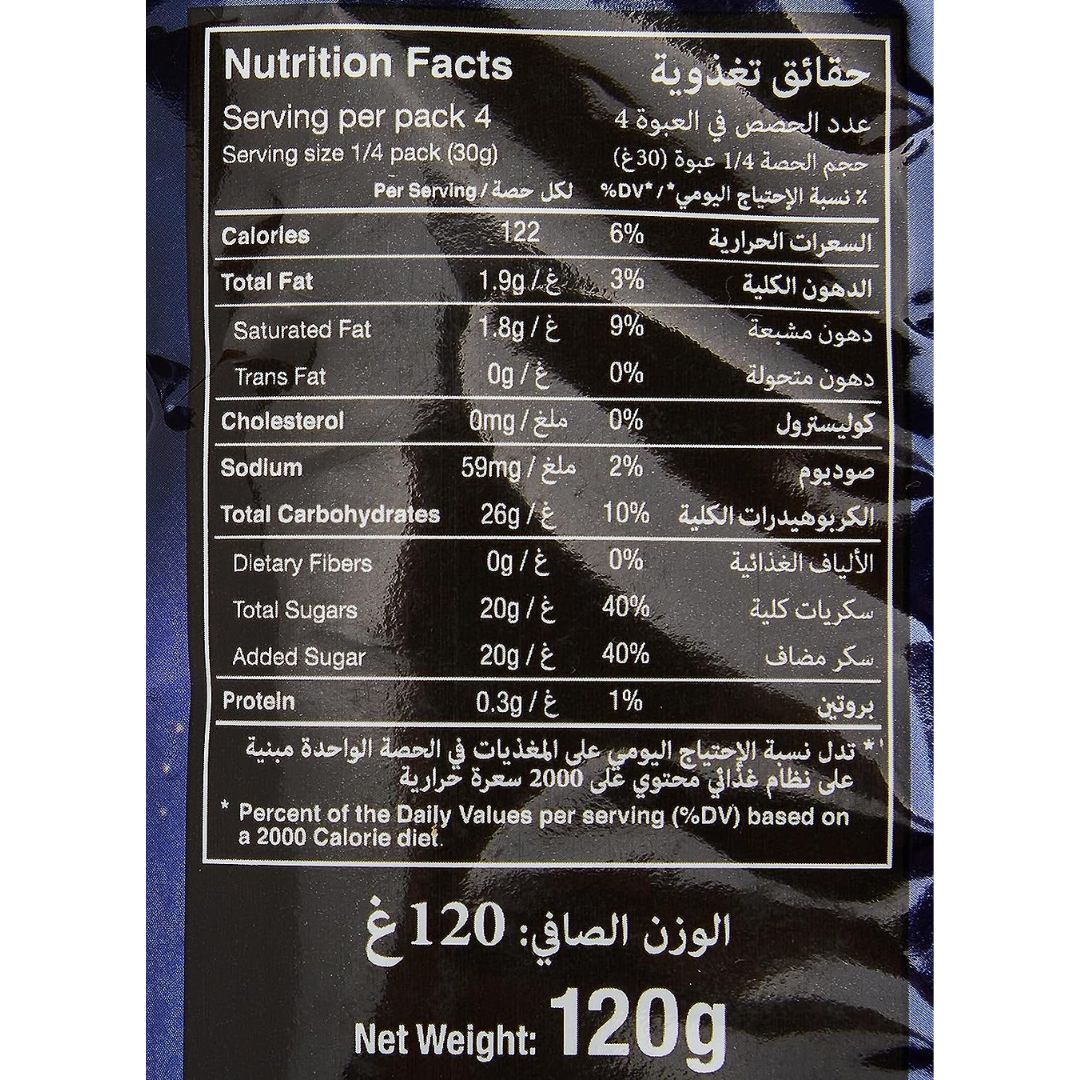 Nutrition Facts حقائق تغذوية
Serving per pack 4 عدد الحصص في العبوة 4
Serving size 1/4 pack (30g) حجم الحصة 1/4 عبوة (30غ)
Per Serving / لكل حصة %DV* / *٪ نسبة الإحتياج اليومي
Calories 122 6% السعرات الحرارية
Total Fat 1.9g / غ 3% الدهون الكلية
Saturated Fat 1.8g / غ 9% دهون مشبعة
Trans Fat 0g / غ 0% دهون متحولة
Cholesterol 0mg / ملغ 0% كوليسترول
Sodium 59mg / ملغ 2% صوديوم
Total Carbohydrates 26g / غ 10% الكربوهيدرات الكلية
Dietary Fibers 0g / غ 0% الألياف الغذائية
Total Sugars 20g / غ 40% سكريات كلية
Added Sugar 20g / غ 40% سكر مضاف
Protein 0.3g / غ 1% بروتين
* تدل نسبة الإحتياج اليومي على المغذيات في الحصة الواحدة مبنية
على نظام غذائي محتوي على 2000 سعرة حرارية
* Percent of the Daily Values per serving (%DV) based on
a 2000 Calorie diet.
الوزن الصافي: 120 غ
Net Weight: 120g